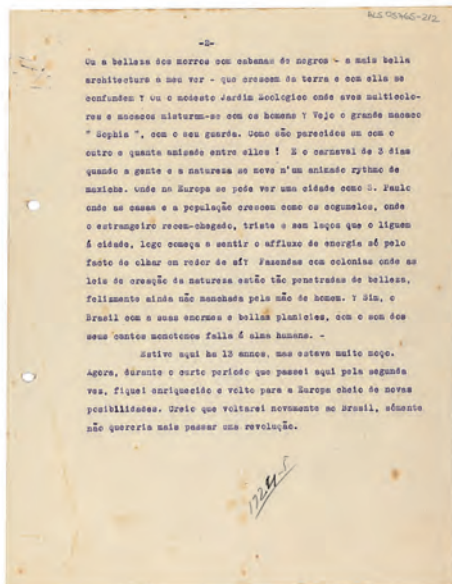 ALS 05465-212
-2-
Ou a belleza dos morros com cabanas de negros - a mais bella
architectura a meu ver - que crescem da terra e com ella se
confundem ? Ou o modesto Jardim Zoologico onde aves multicolo-
res e macacos misturam-se com os homens ? Vejo o grande macaco
" Sophia ", com o seu guarda. Como são parecidos um com o
outro e quanta amizade entre elles ! E o carnaval de 3 dias
quando a gente e a natureza se move n'um animado rythmo de
maxixe. Onde na Europa se pode ver uma cidade como S. Paulo
onde as casas e a população crescem como os cogumelos, onde
o estrangeiro recem-chegado, triste e sem laços que o liguem
á cidade, logo começa a sentir o affluxo de energia só pelo
facto de olhar em redor de sí? Fazendas com colonias onde as
leis de creação da natureza estão tão penetradas de belleza,
felizmente ainda não manchada pela mão de homem. ? Sim, o
Brasil com a suas enormes e bellas planicies, com o som dos
seus cantos monotonos falla á alma humana. -
Estive aqui ha 13 annos, mas estava muito moço.
Agora, durante o curto periodo que passei aqui pela segunda
vez, fiquei enriquecido e volto para a Europa cheio de novas
posibilidades. Creio que voltarei novamente ao Brasil, sómente
não quereria mais passar uma revolução.